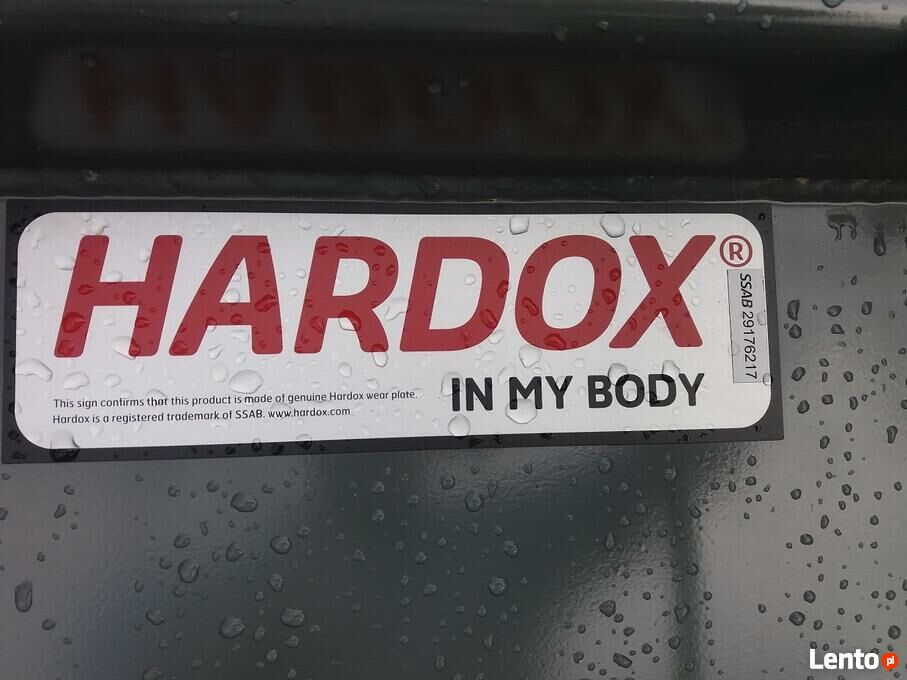 HARDOX®
SSAB 29176217
IN MY BODY
This sign confirms that this product is made of genuine Hardox wear plate.
Hardox is a registered trademark of SSAB. www.hardox.com
Lento.pl